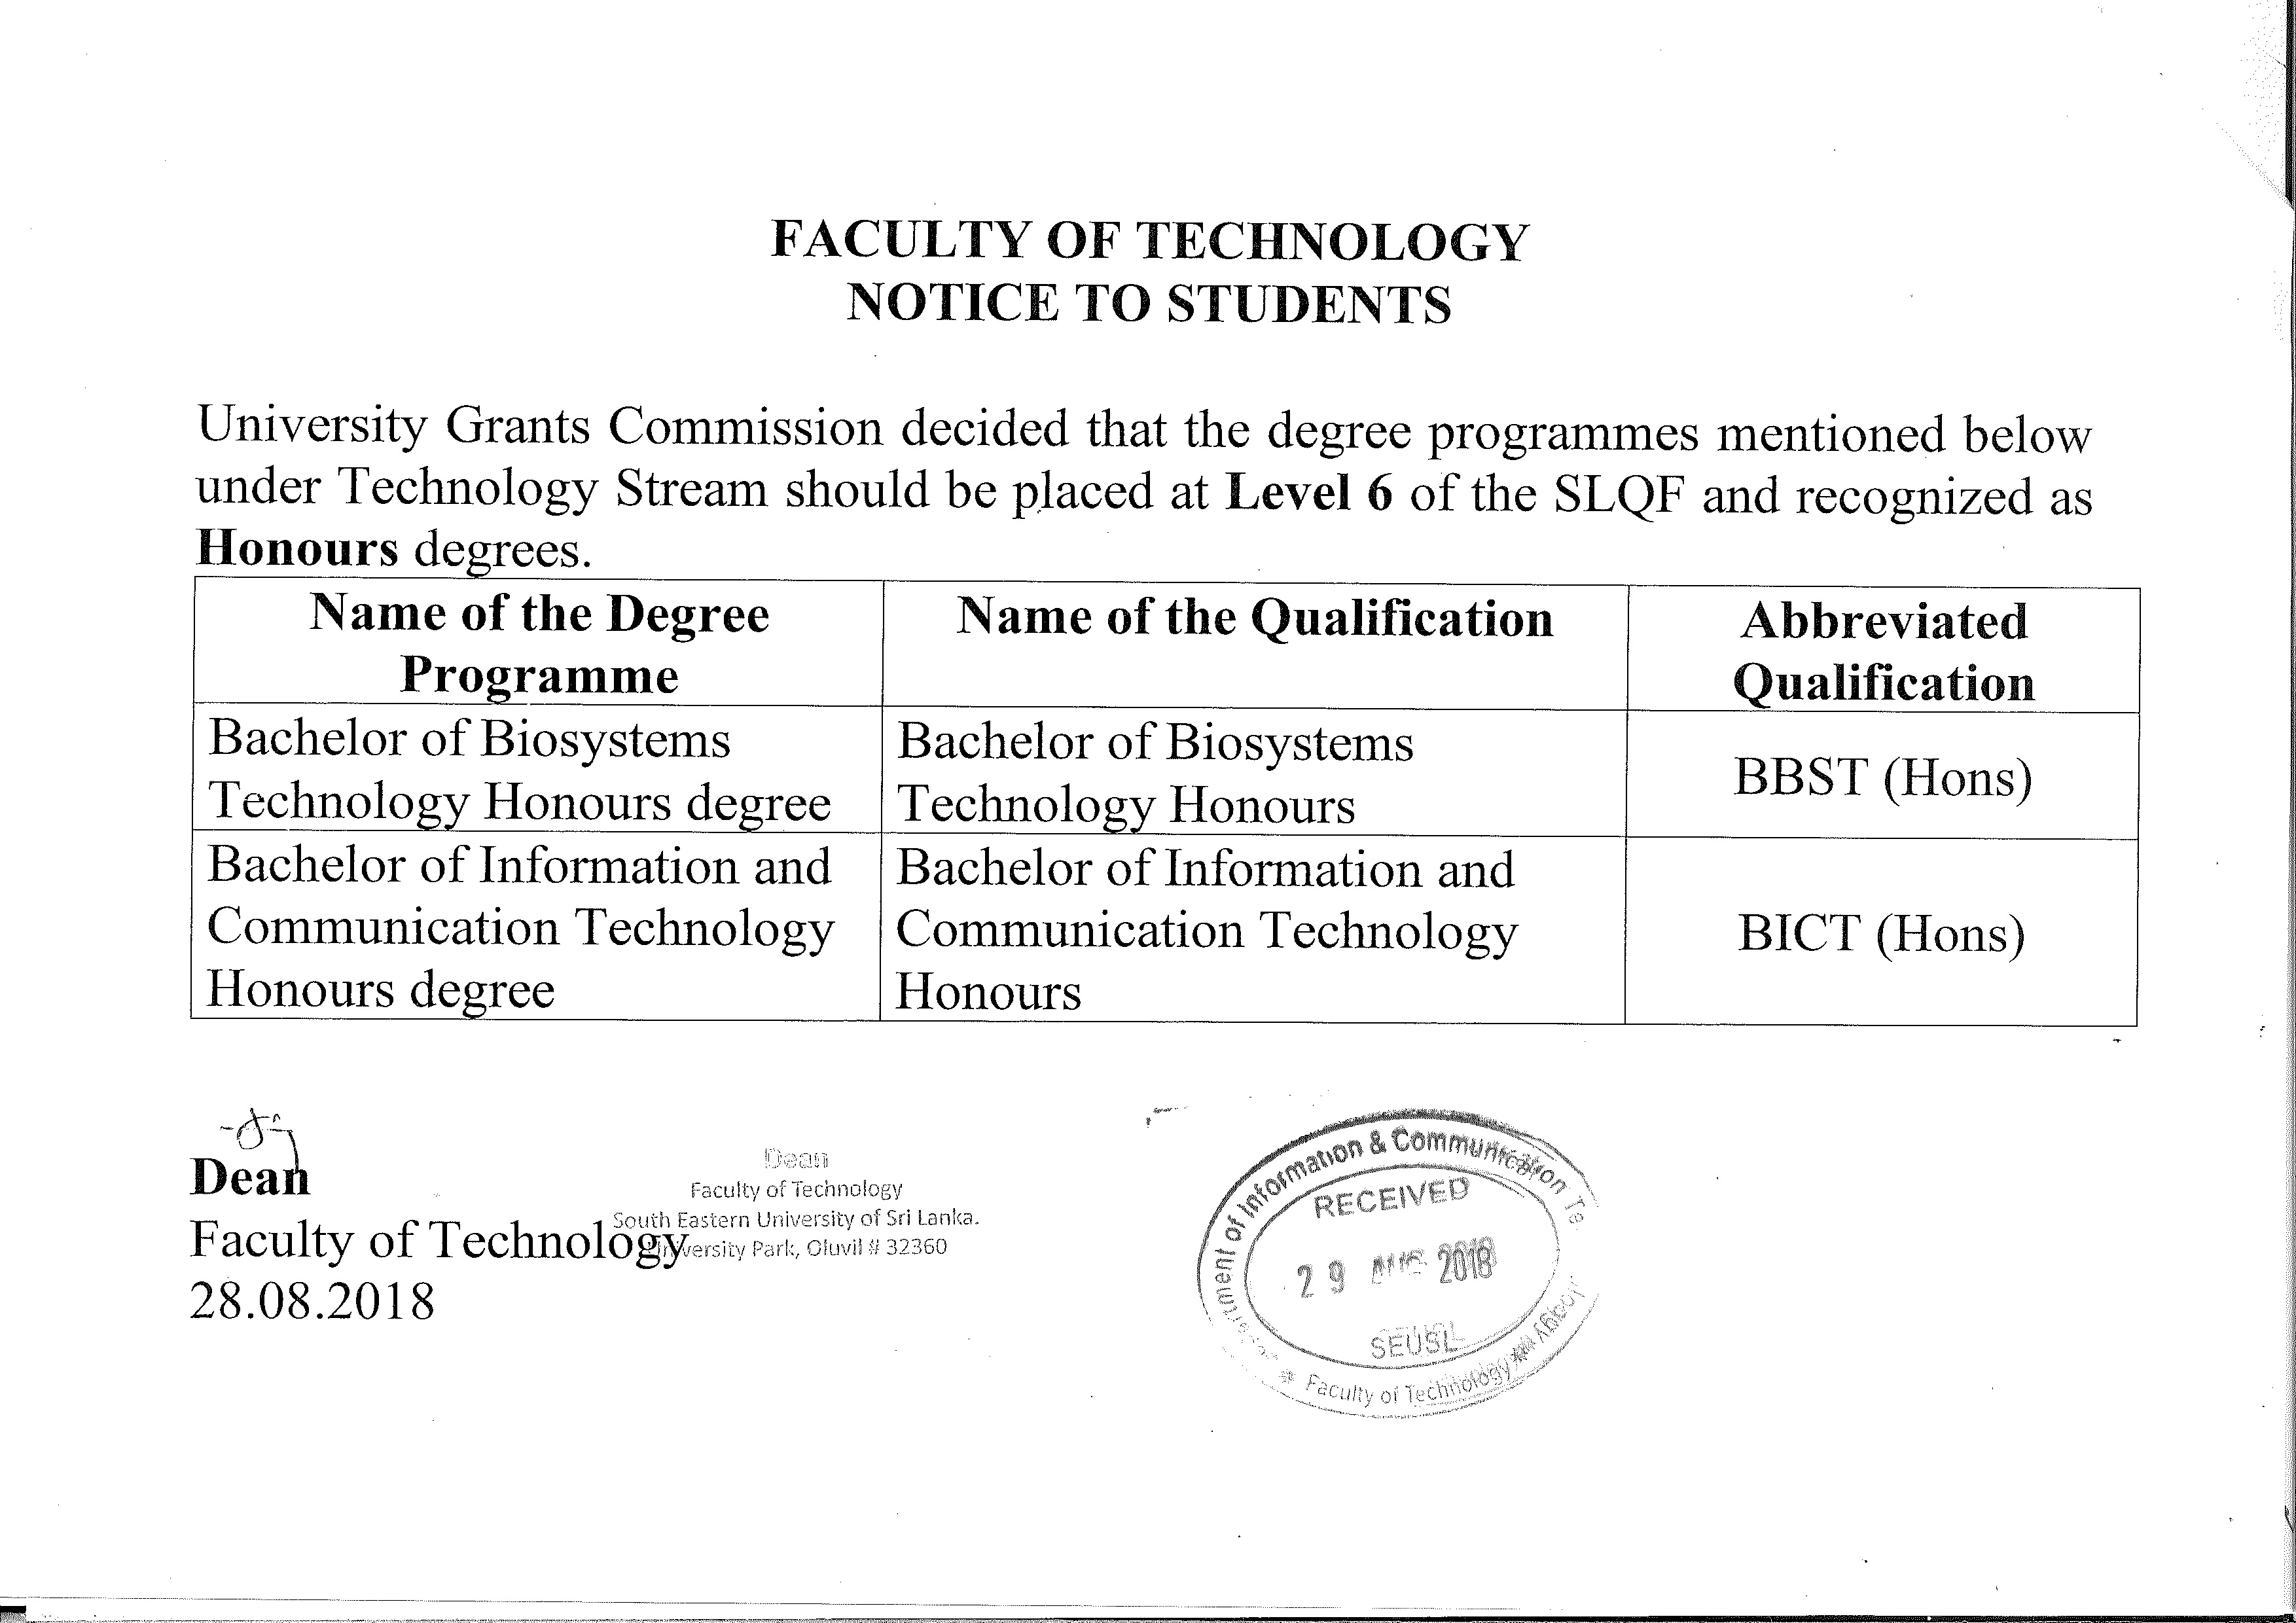 FACULTY OF TECHNOLOGY
NOTICE TO STUDENTS
University Grants Commission decided that the degree programmes mentioned below
under Technology Stream should be placed at Level 6 of the SLQF and recognized as
Honours degrees.
Name of the Degree Programme
Name of the Qualification
Abbreviated Qualification
Bachelor of Biosystems
Technology Honours degree
Bachelor of Biosystems
Technology Honours
BBST (Hons)
Bachelor of Information and
Communication Technology
Honours degree
Bachelor of Information and
Communication Technology
Honours
BICT (Hons)
Dean
Faculty of Technology
28.08.2018
Dean
Faculty of Technology
South Eastern University of Sri Lanka.
University Park, Oluvil # 32360
of Information & Communication
RECEIVED
29 AUG 2018
SEUSL
* Faculty of Technology *